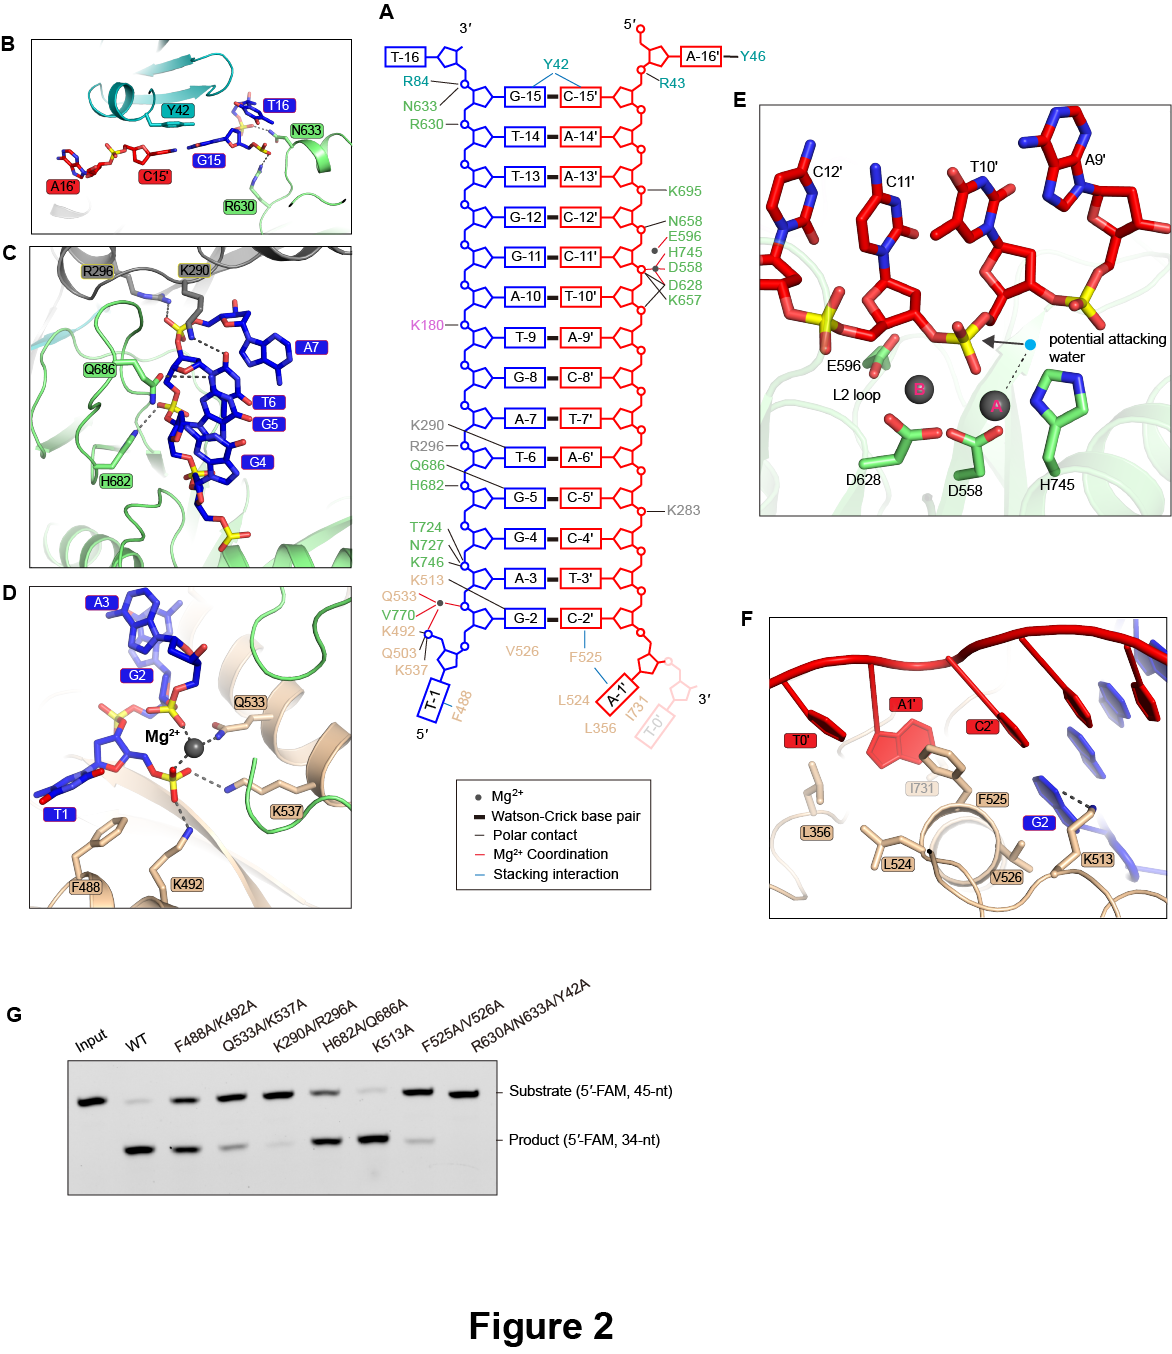 A
3′
5′
T-16
A-16'
Y46
R84
Y42
R43
N633
G-15
C-15'
R630
T-14
A-14'
T-13
A-13'
K695
G-12
C-12'
N658
E596
G-11
C-11'
H745
D558
A-10
T-10'
D628
K657
K180
T-9
A-9'
G-8
C-8'
K290
A-7
T-7'
R296
T-6
A-6'
Q686
H682
G-5
C-5'
K283
T724
N727
G-4
C-4'
K746
K513
A-3
T-3'
Q533
V770
G-2
C-2'
K492
Q503
K537
V526
F525
T-1
F488
L524
A-1'
I731
L356
T-0'
5′
3′
Mg2+
Watson-Crick base pair
Polar contact
Mg2+ Coordination
Stacking interaction
B
Y42
T16
N633
G15
A16'
C15'
R630
C
R296
K290
A7
Q686
T6
G5
G4
H682
D
A3
G2
Q533
Mg2+
K537
T1
F488
K492
E
C12'
C11'
T10'
A9'
potential attacking
water
E596
L2 loop
B
A
D628
D558
H745
F
A1'
C2'
T0'
I731
F525
G2
L356
L524
V526
K513
G
Input
WT
F488A/K492A
Q533A/K537A
K290A/R296A
H682A/Q686A
K513A
F525A/V526A
R630A/N633A/Y42A
Substrate (5′-FAM, 45-nt)
Product (5′-FAM, 34-nt)
Figure 2